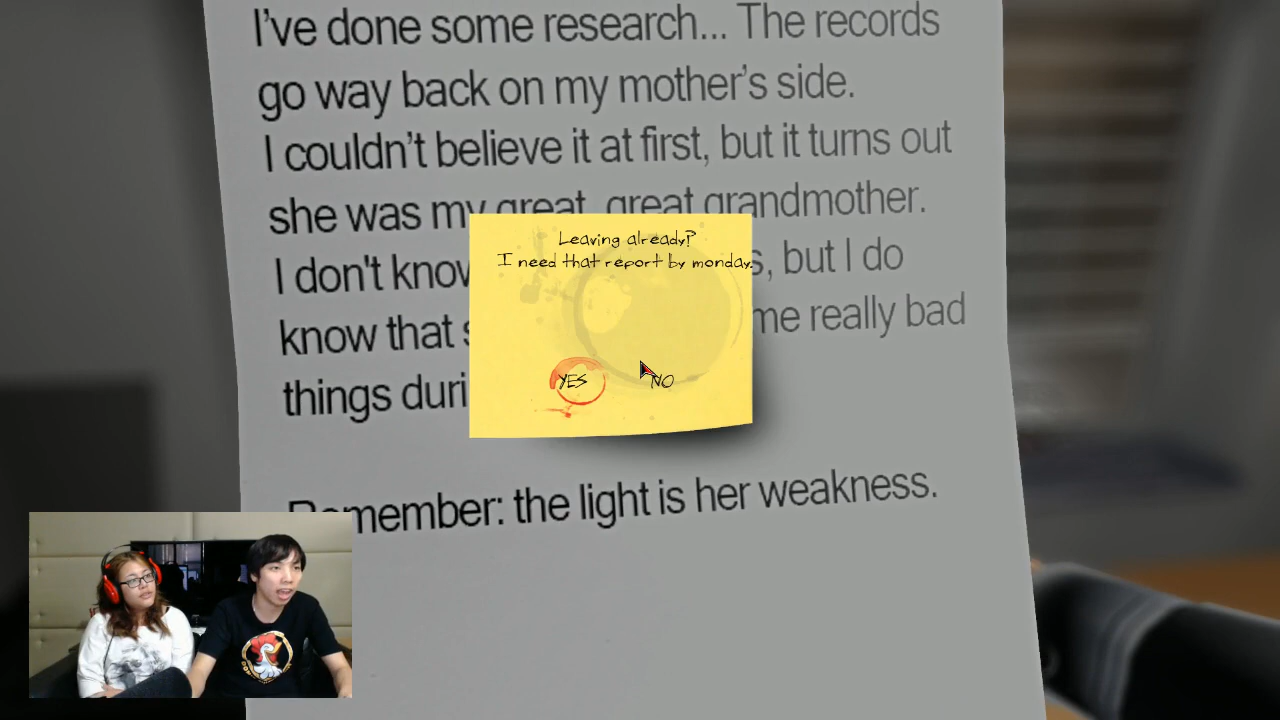 I've done some research... The records
go way back on my mother's side.
I couldn't believe it at first, but it turns out
she was my great, great grandmother.
I don't know , but I do
know that me really bad
things
Remember: the light is her weakness.
Leaving already?
I need that report by monday.
YES NO